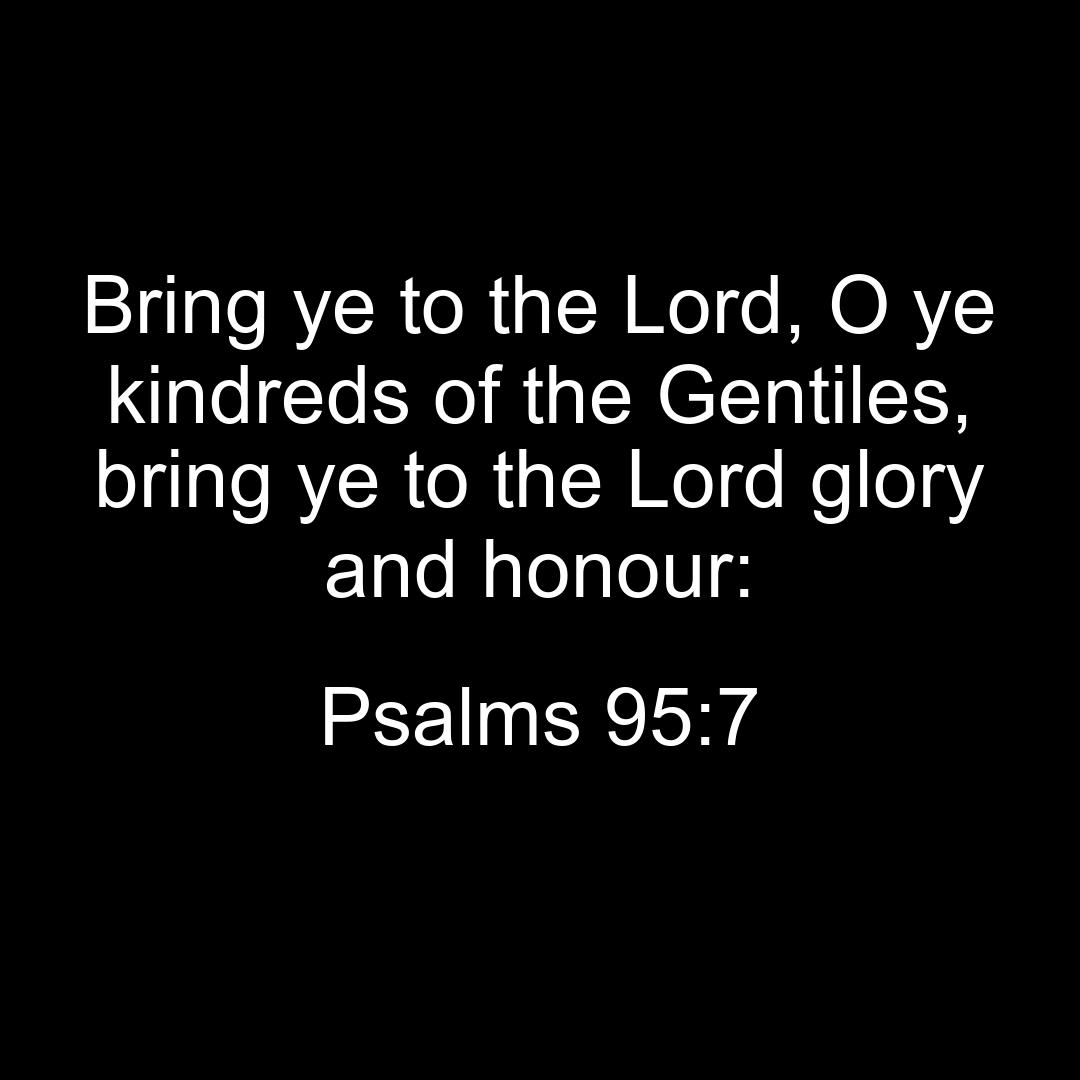 Bring ye to the Lord, O ye
kindreds of the Gentiles,
bring ye to the Lord glory
and honour:
Psalms 95:7